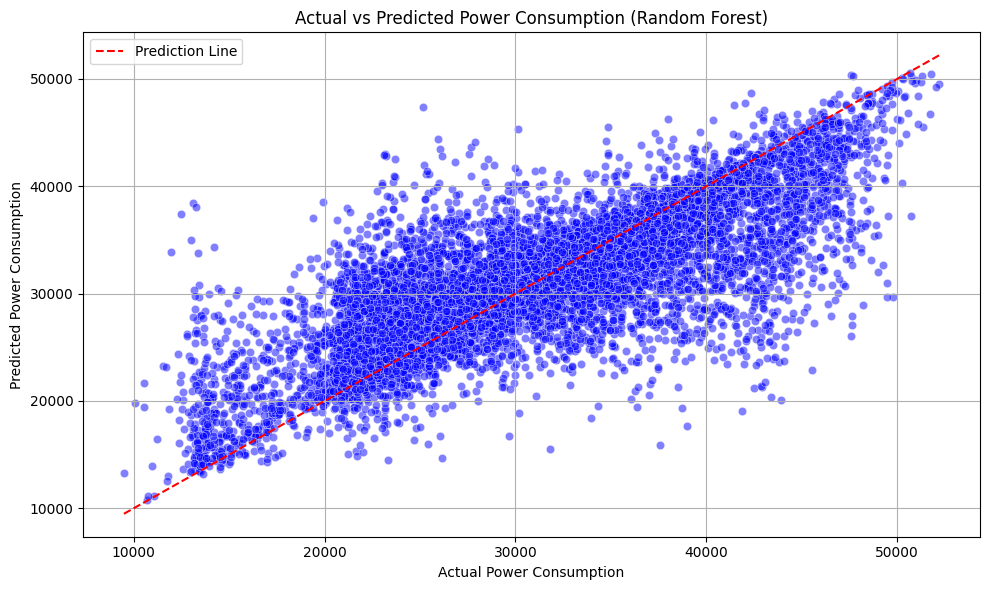 Actual vs Predicted Power Consumption (Random Forest)
Prediction Line
Predicted Power Consumption
50000
40000
30000
20000
10000
10000 20000 30000 40000 50000
Actual Power Consumption